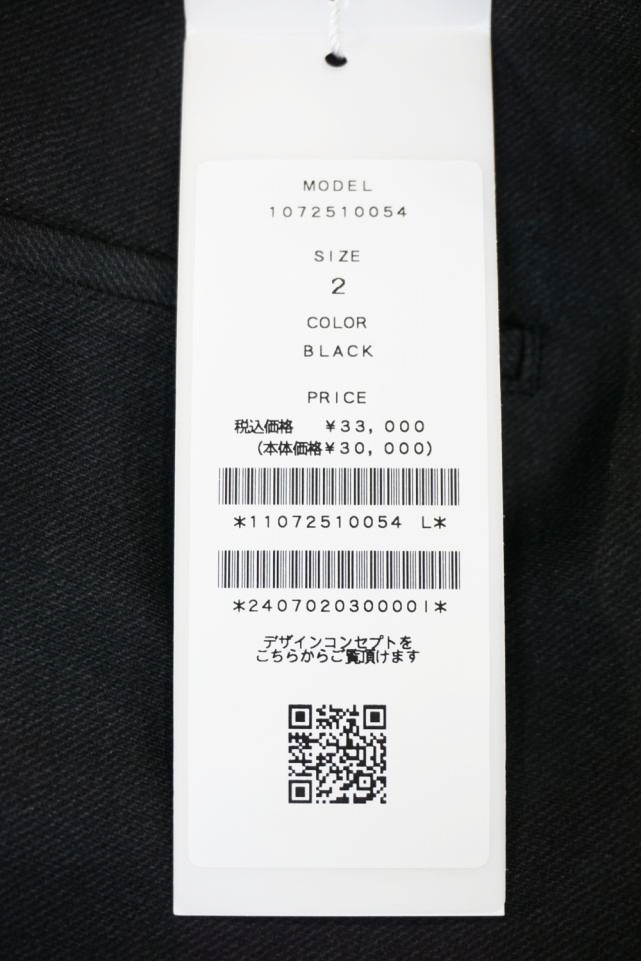 MODEL
1072510054
SIZE
2
COLOR
BLACK
PRICE
税込価格 ¥33,000
(本体価格¥30,000)
*11072510054 L*
*2407020300001*
デザインコンセプトを
こちらからご覧頂けます